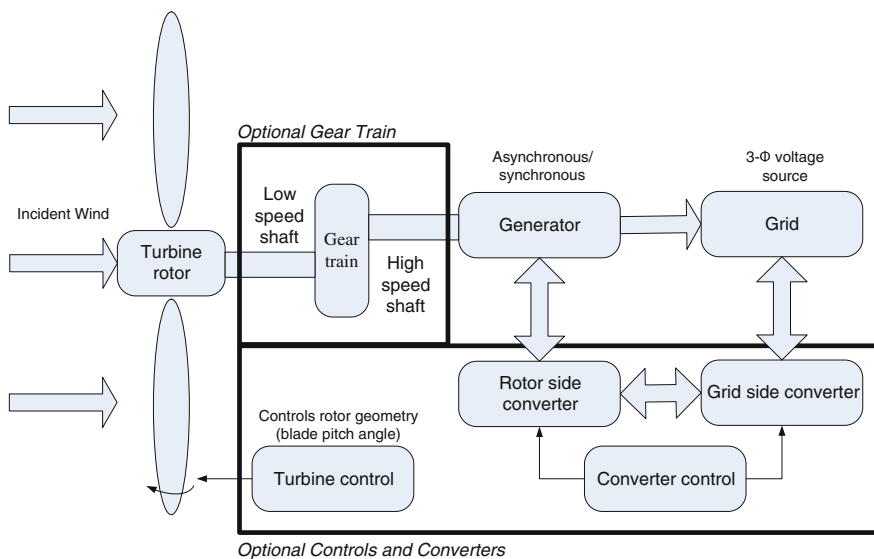 Optional Gear Train
Asynchronous/
synchronous
3-Φ voltage
source
Incident Wind
Low
speed
shaft
Generator
Grid
Turbine
rotor
Gear
train
High
speed
shaft
Rotor side
converter
Grid side converter
Controls rotor geometry
(blade pitch angle)
Turbine control
Converter control
Optional Controls and Converters